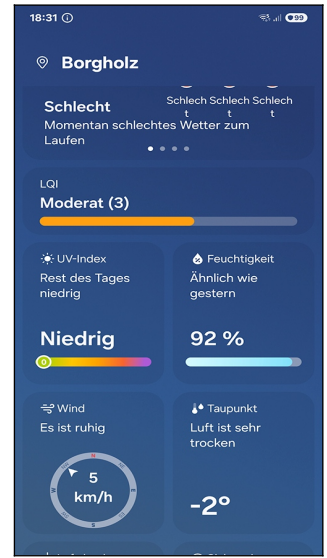 18:31
99
Borgholz
Schlecht
Schlech Schlech Schlech
t t t
Momentan schlechtes Wetter zum
Laufen
LQI
Moderat (3)
UV-Index
Rest des Tages
niedrig
Niedrig
0
Feuchtigkeit
Ähnlich wie
gestern
92 %
Wind
Es ist ruhig
N
W
E
S
5
km/h
Taupunkt
Luft ist sehr
trocken
-2°